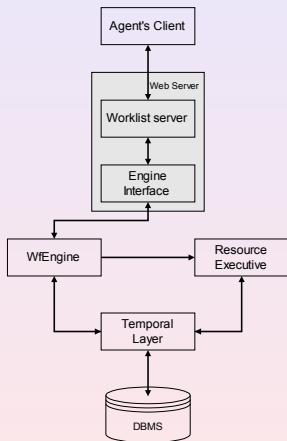 Agent's Client
Web Server
Worklist server
Engine
Interface
WfEngine
Resource
Executive
Temporal
Layer
DBMS